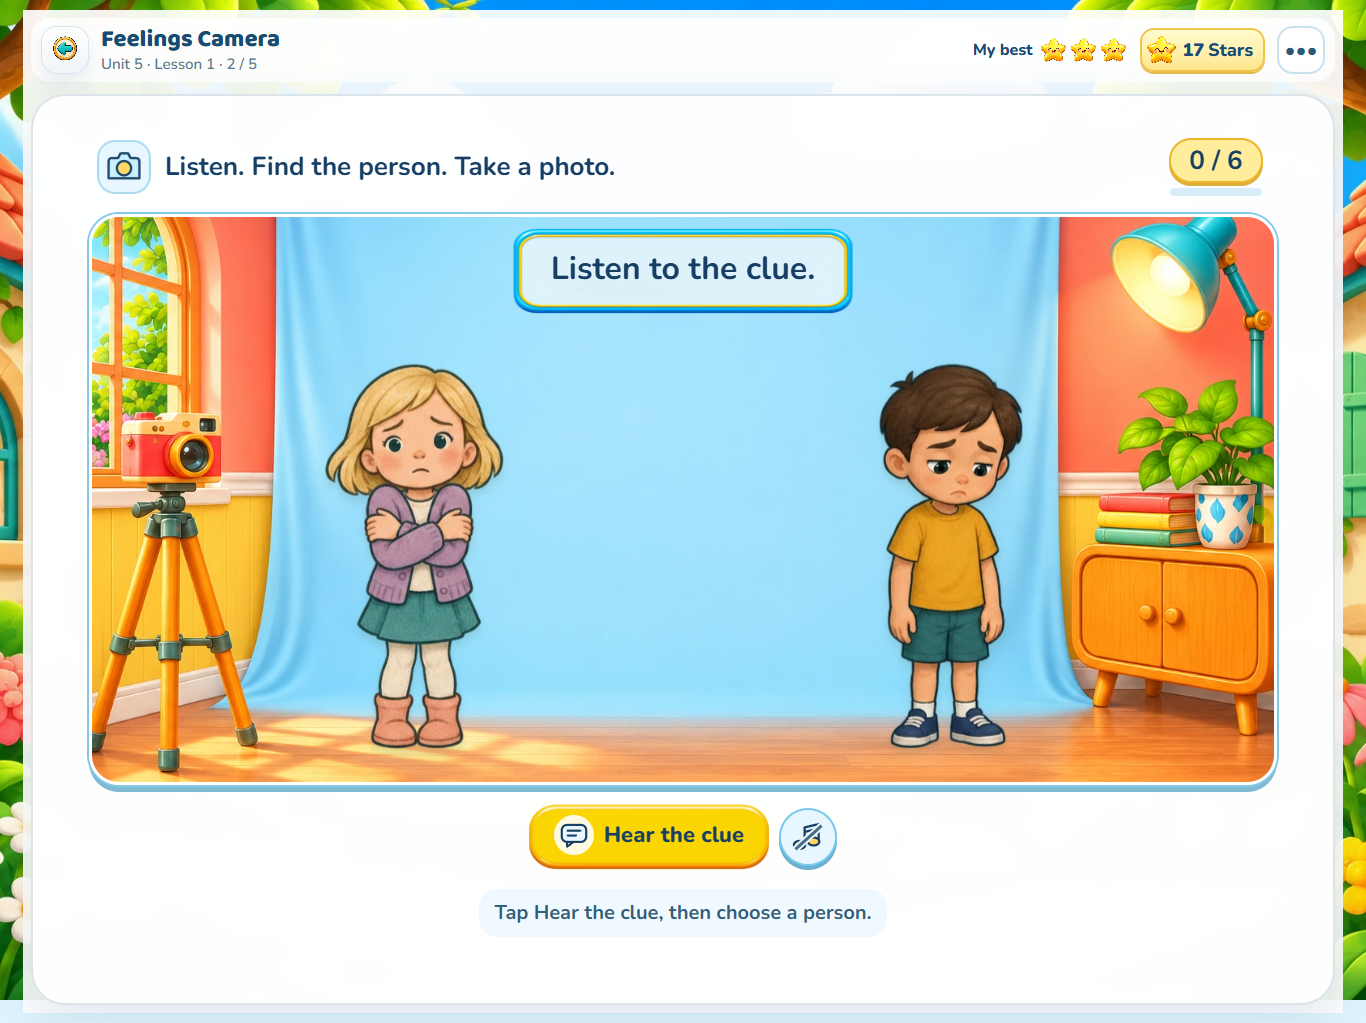 Feelings Camera
Unit 5 · Lesson 1 · 2 / 5
My best
17 Stars
Listen. Find the person. Take a photo.
0 / 6
Listen to the clue.
Hear the clue
Tap Hear the clue, then choose a person.